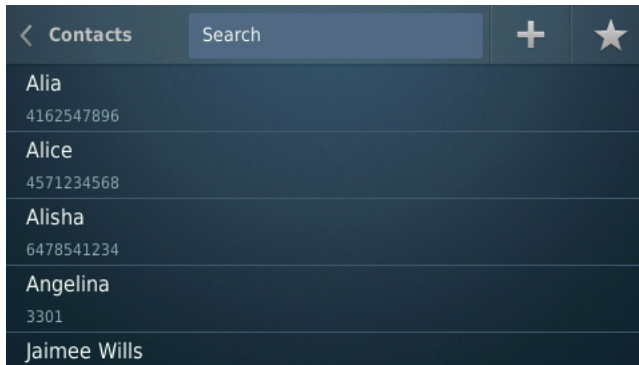 Contacts
Search
Alia
4162547896
Alice
4571234568
Alisha
6478541234
Angelina
3301
Jaimee Wills